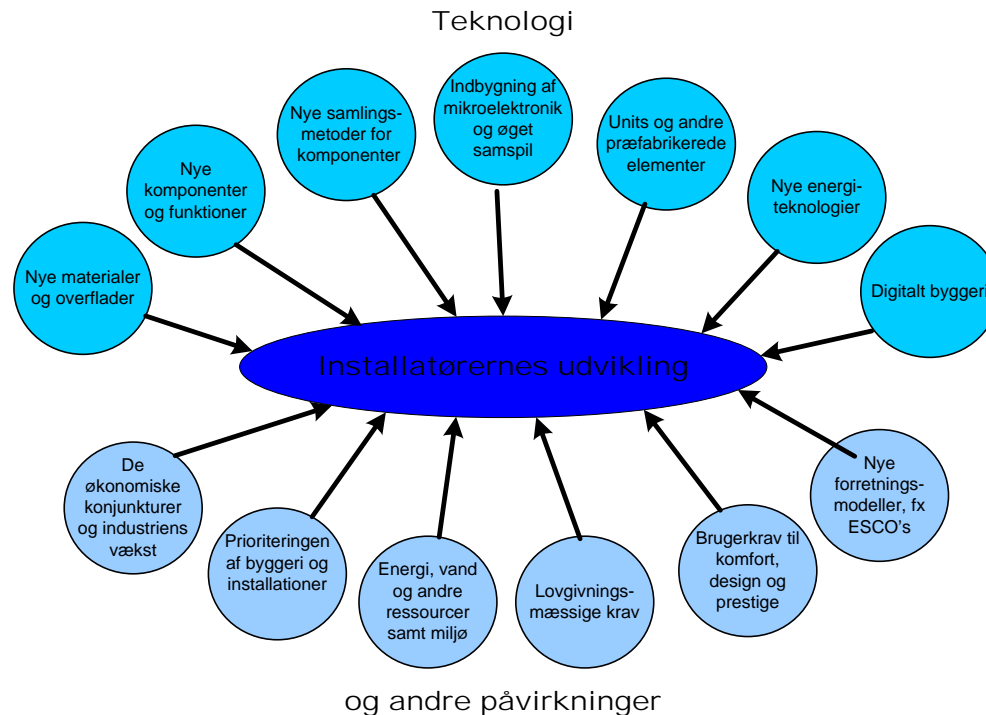 Teknologi
Indbygning af
mikroelektronik
og øget
samspil
Nye samlings-
metoder for
komponenter
Units og andre
præfabrikerede
elementer
Nye
komponenter
og funktioner
Nye energi-
teknologier
Nye materialer
og overflader
Digitalt byggeri
Installatørernes udvikling
De
økonomiske
konjunkturer
og industriens
vækst
Prioriteringen
af byggeri og
installationer
Energi, vand
og andre
ressourcer
samt miljø
Lovgivnings-
mæssige krav
Brugerkrav til
komfort,
design og
prestige
Nye
forretnings-
modeller, fx
ESCO's
og andre påvirkninger